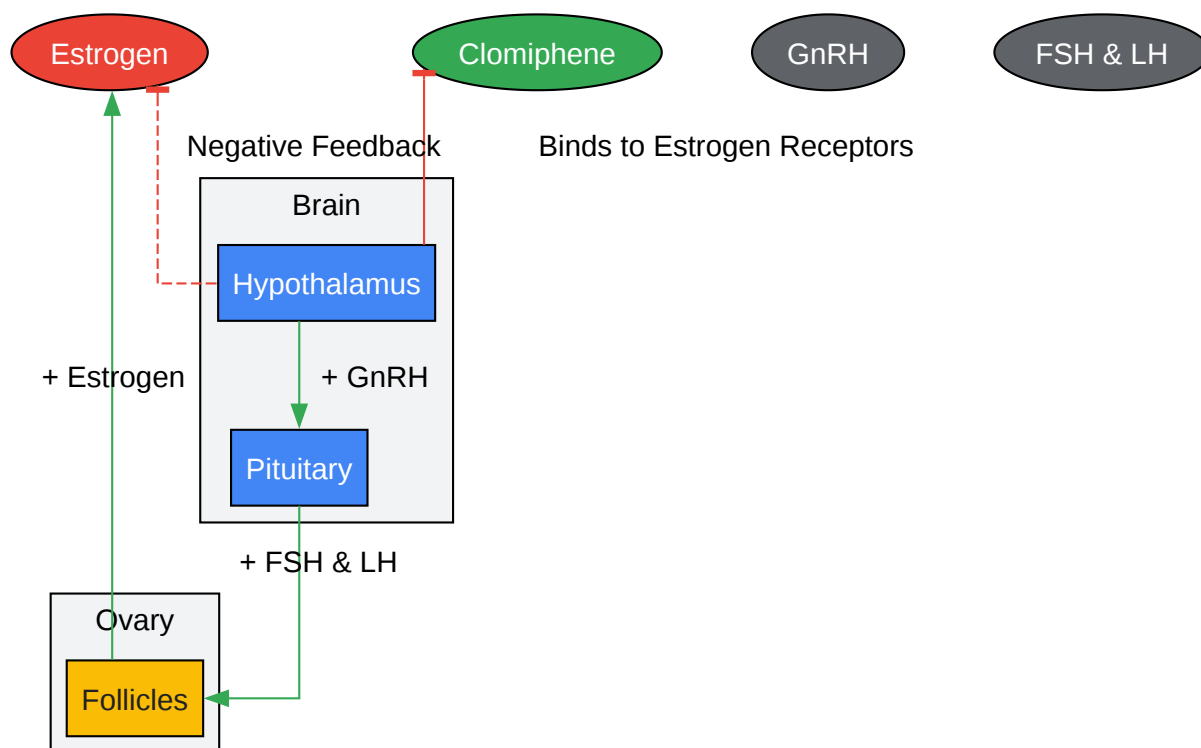 Estrogen
Clomiphene
GnRH
FSH & LH
Negative Feedback
Binds to Estrogen Receptors
Brain
Hypothalamus
+ Estrogen
+ GnRH
Pituitary
+ FSH & LH
Ovary
Follicles